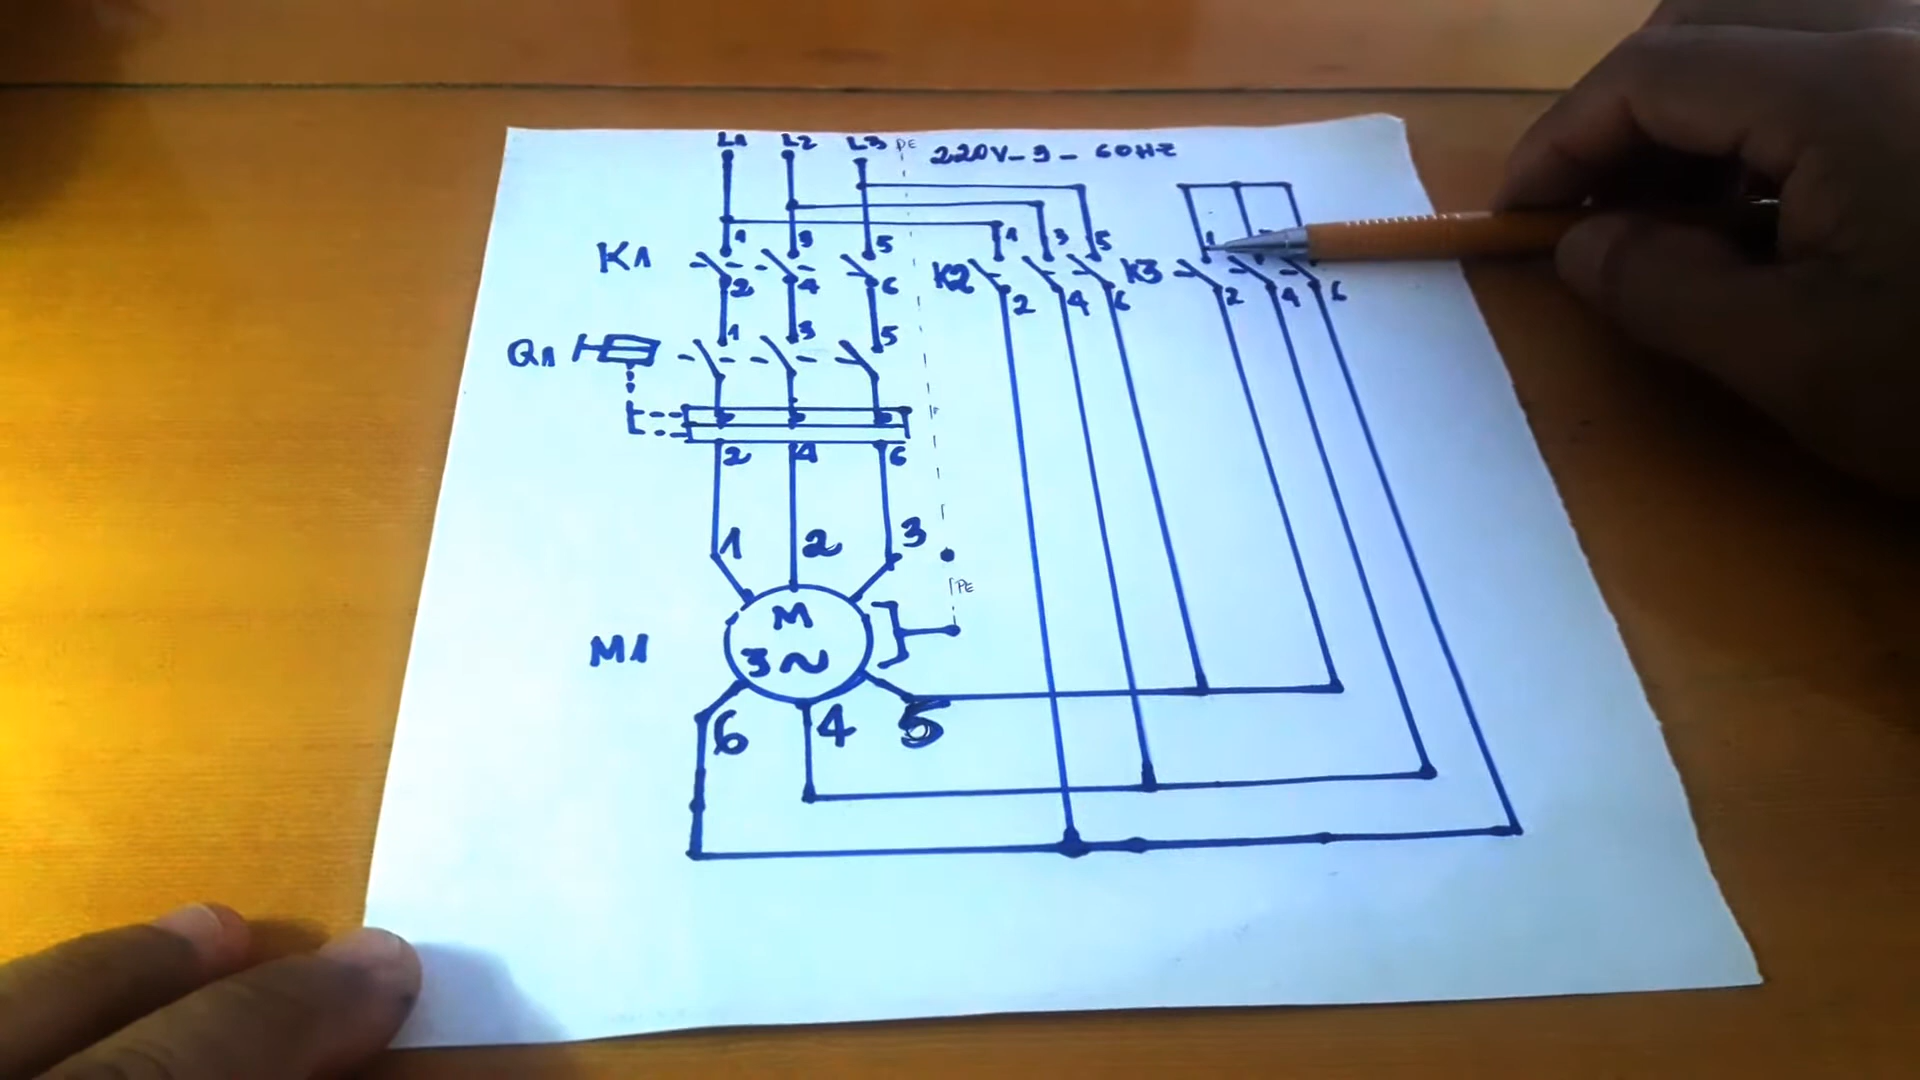 L1 L2 L3 PE 220V-3-60HZ
1 3 5 1 3 5 1
K1 K2 K3
2 4 6 2 4 6 2 4 6
1 3 5
Q1
2 4 6
1 2 3
PE
M
M1 3~
6 4 5